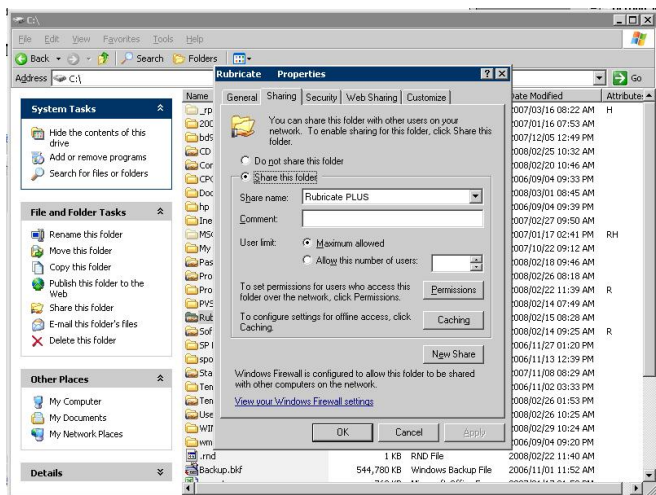 C:\
File Edit View Favorites Tools Help
Back Search Folders
Address C:\ Go
Name Date Modified Attributes
System Tasks
Hide the contents of this
drive
Add or remove programs
Search for files or folders
File and Folder Tasks
Rename this folder
Move this folder
Copy this folder
Publish this folder to the
Web
Share this folder
E-mail this folder's files
Delete this folder
Other Places
My Computer
My Documents
My Network Places
Details
Rubricate Properties
General Sharing Security Web Sharing Customize
You can share this folder with other users on your
network. To enable sharing for this folder, click Share this
folder.
Do not share this folder
Share this folder
Share name: Rubricate PLUS
Comment:
User limit: Maximum allowed
Allow this number of users:
To set permissions for users who access this
folder over the network, click Permissions.
Permissions
To configure settings for offline access, click
Caching.
Caching
New Share
Windows Firewall is configured to allow this folder to be shared
with other computers on the network.
View your Windows Firewall settings
OK Cancel Apply
2007/03/16 08:22 AM H
2007/01/16 07:53 AM
2007/12/05 12:49 PM
2008/02/25 10:32 AM
2008/02/20 10:46 AM
2006/09/04 09:33 PM
2008/03/01 08:45 AM
2006/09/04 09:39 PM
2007/02/27 09:50 AM
2007/01/17 02:41 PM RH
2007/10/22 09:12 AM
2008/02/18 09:46 AM
2008/02/26 08:18 AM
2008/02/22 11:39 AM R
2008/02/14 07:49 AM
2008/02/15 08:28 AM
2008/02/14 09:25 AM R
2006/11/27 01:20 PM
2006/11/13 12:39 PM
2007/11/08 08:29 AM
2006/11/02 03:33 PM
2008/02/26 01:53 PM
2008/02/26 10:25 AM
2008/02/29 10:24 AM
2006/09/04 09:20 PM
.rnd 1 KB RND File 2008/02/22 11:40 AM
Backup.bkf 544,780 KB Windows Backup File 2006/11/01 11:52 AM